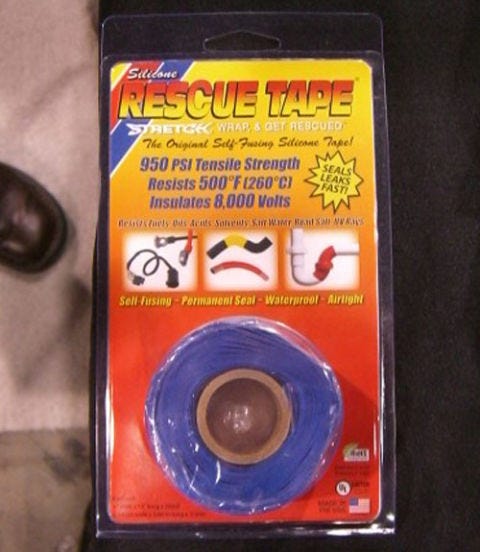 Silicone
RESCUE TAPE
STRETCH, WRAP, & GET RESCUED
The Original Self-Fusing Silicone Tape!
950 PSI Tensile Strength
Resists 500°F (260°C)
Insulates 8,000 Volts
SEALS
LEAKS
FAST!
Resists Fuels Oils Acids Solvents Salt Water Road Salt UV Rays
Self-Fusing ~ Permanent Seal ~ Waterproof ~ Airtight
UL
MADE IN
THE USA